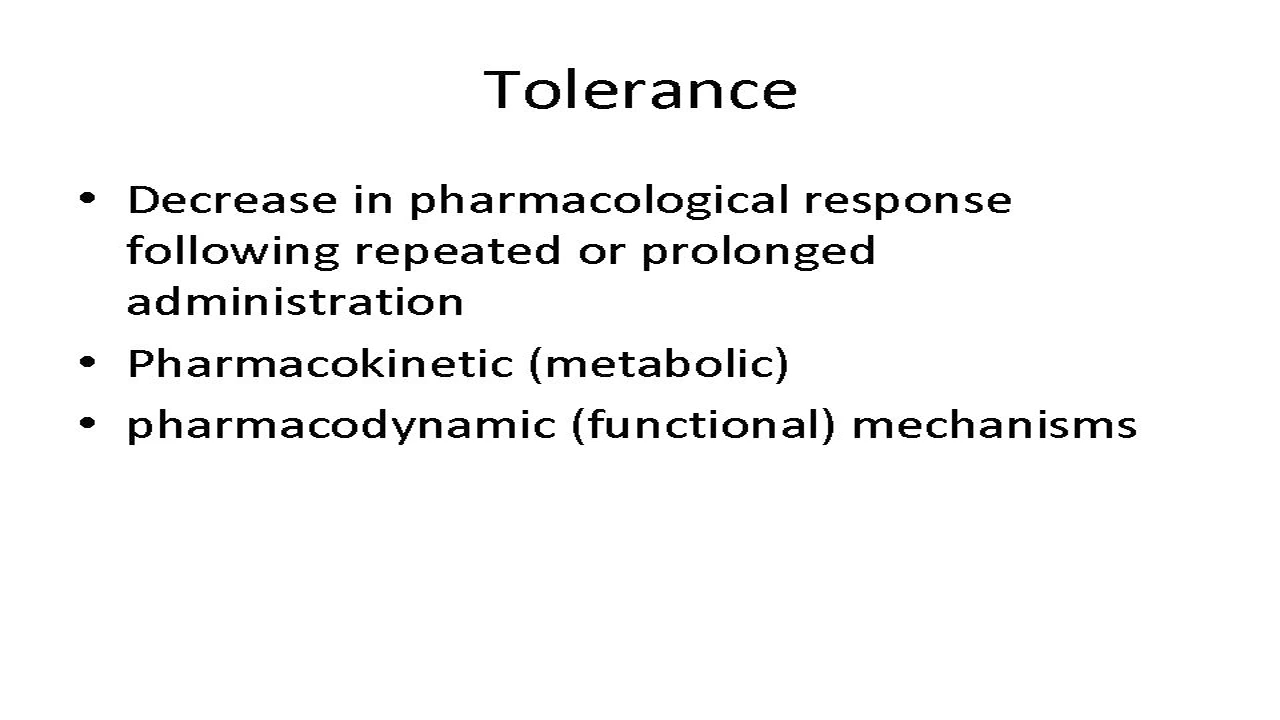 Tolerance
• Decrease in pharmacological response
following repeated or prolonged
administration
• Pharmacokinetic (metabolic)
• pharmacodynamic (functional) mechanisms